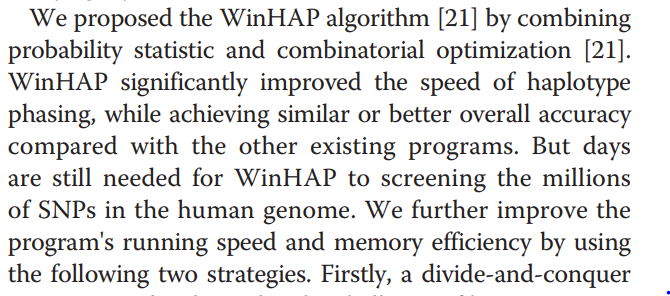 We proposed the WinHAP algorithm [21] by combining
probability statistic and combinatorial optimization [21].
WinHAP significantly improved the speed of haplotype
phasing, while achieving similar or better overall accuracy
compared with the other existing programs. But days
are still needed for WinHAP to screening the millions
of SNPs in the human genome. We further improve the
program's running speed and memory efficiency by using
the following two strategies. Firstly, a divide-and-conquer